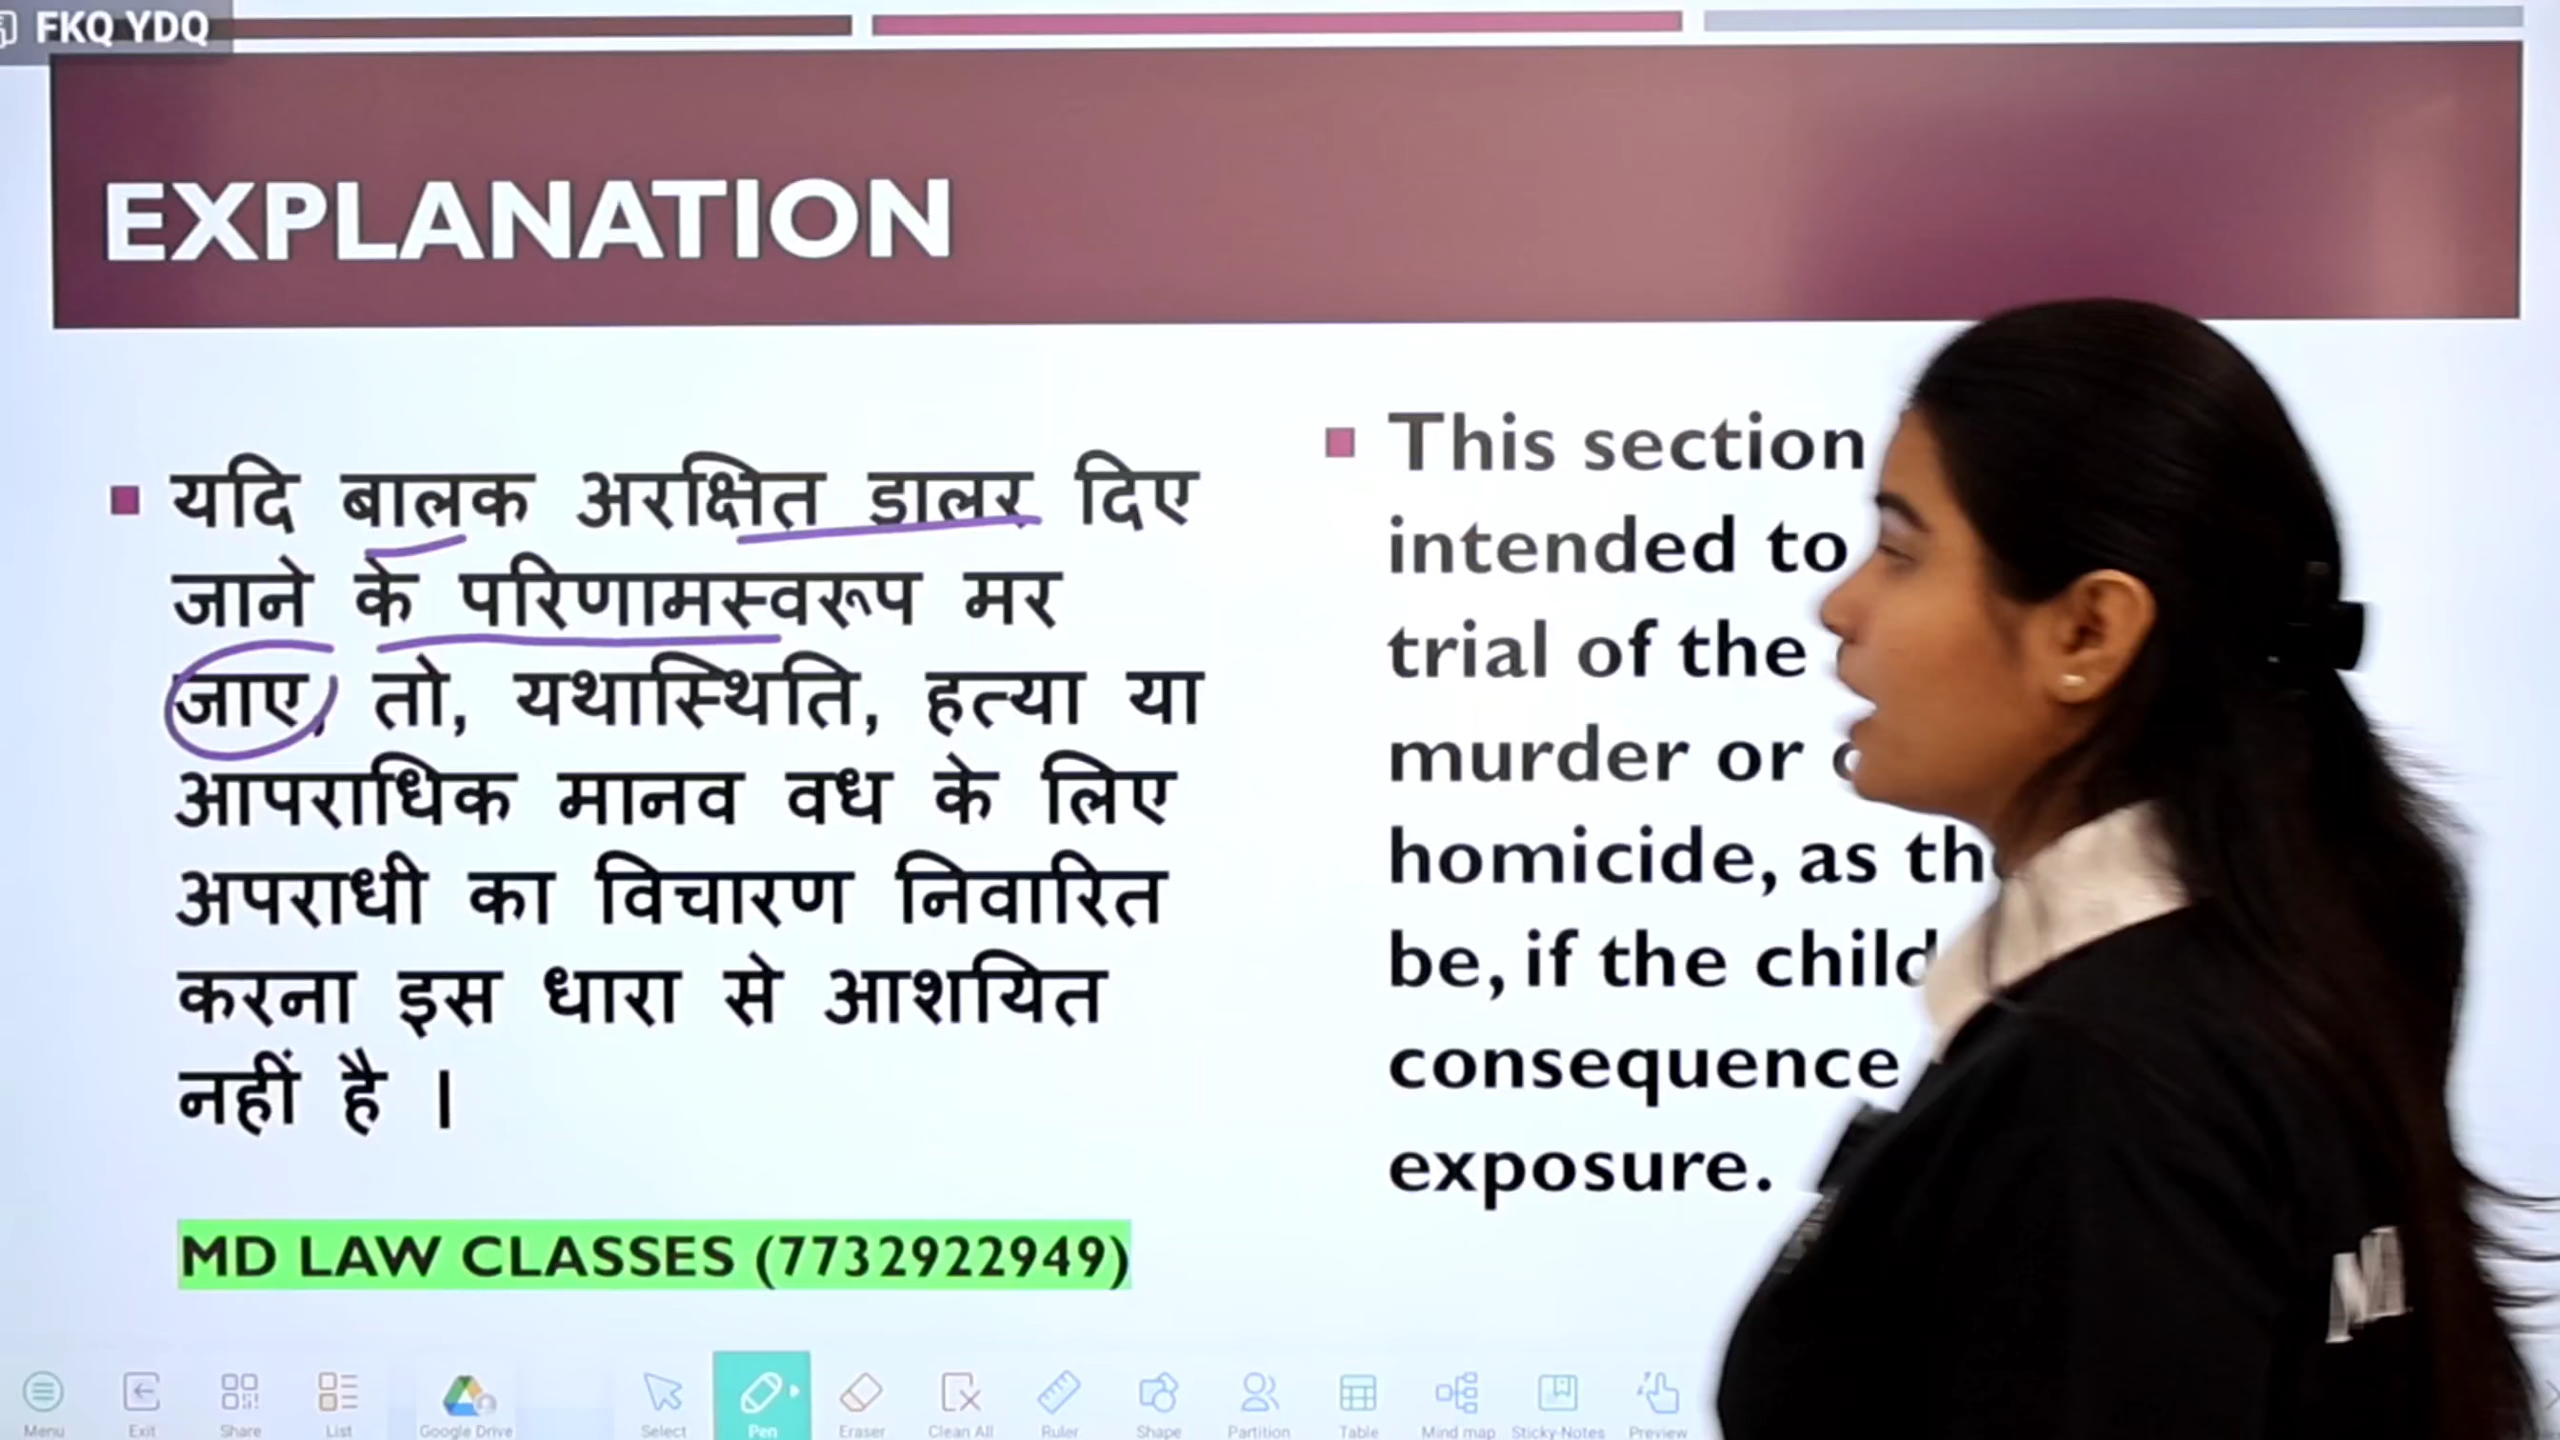 FKQ YDQ
EXPLANATION
यदि बालक अरक्षित डालर दिए
जाने के परिणामस्वरूप मर
जाए, तो, यथास्थिति, हत्या या
आपराधिक मानव वध के लिए
अपराधी का विचारण निवारित
करना इस धारा से आशयित
नहीं है ।
MD LAW CLASSES (7732922949)
This section
intended to
trial of the
murder or
homicide, as
be, if the child
consequence
exposure.
Menu Exit Share List Google Drive Select Pen Eraser Clean All Ruler Shape Partition Table Mind map Sticky-Notes Preview